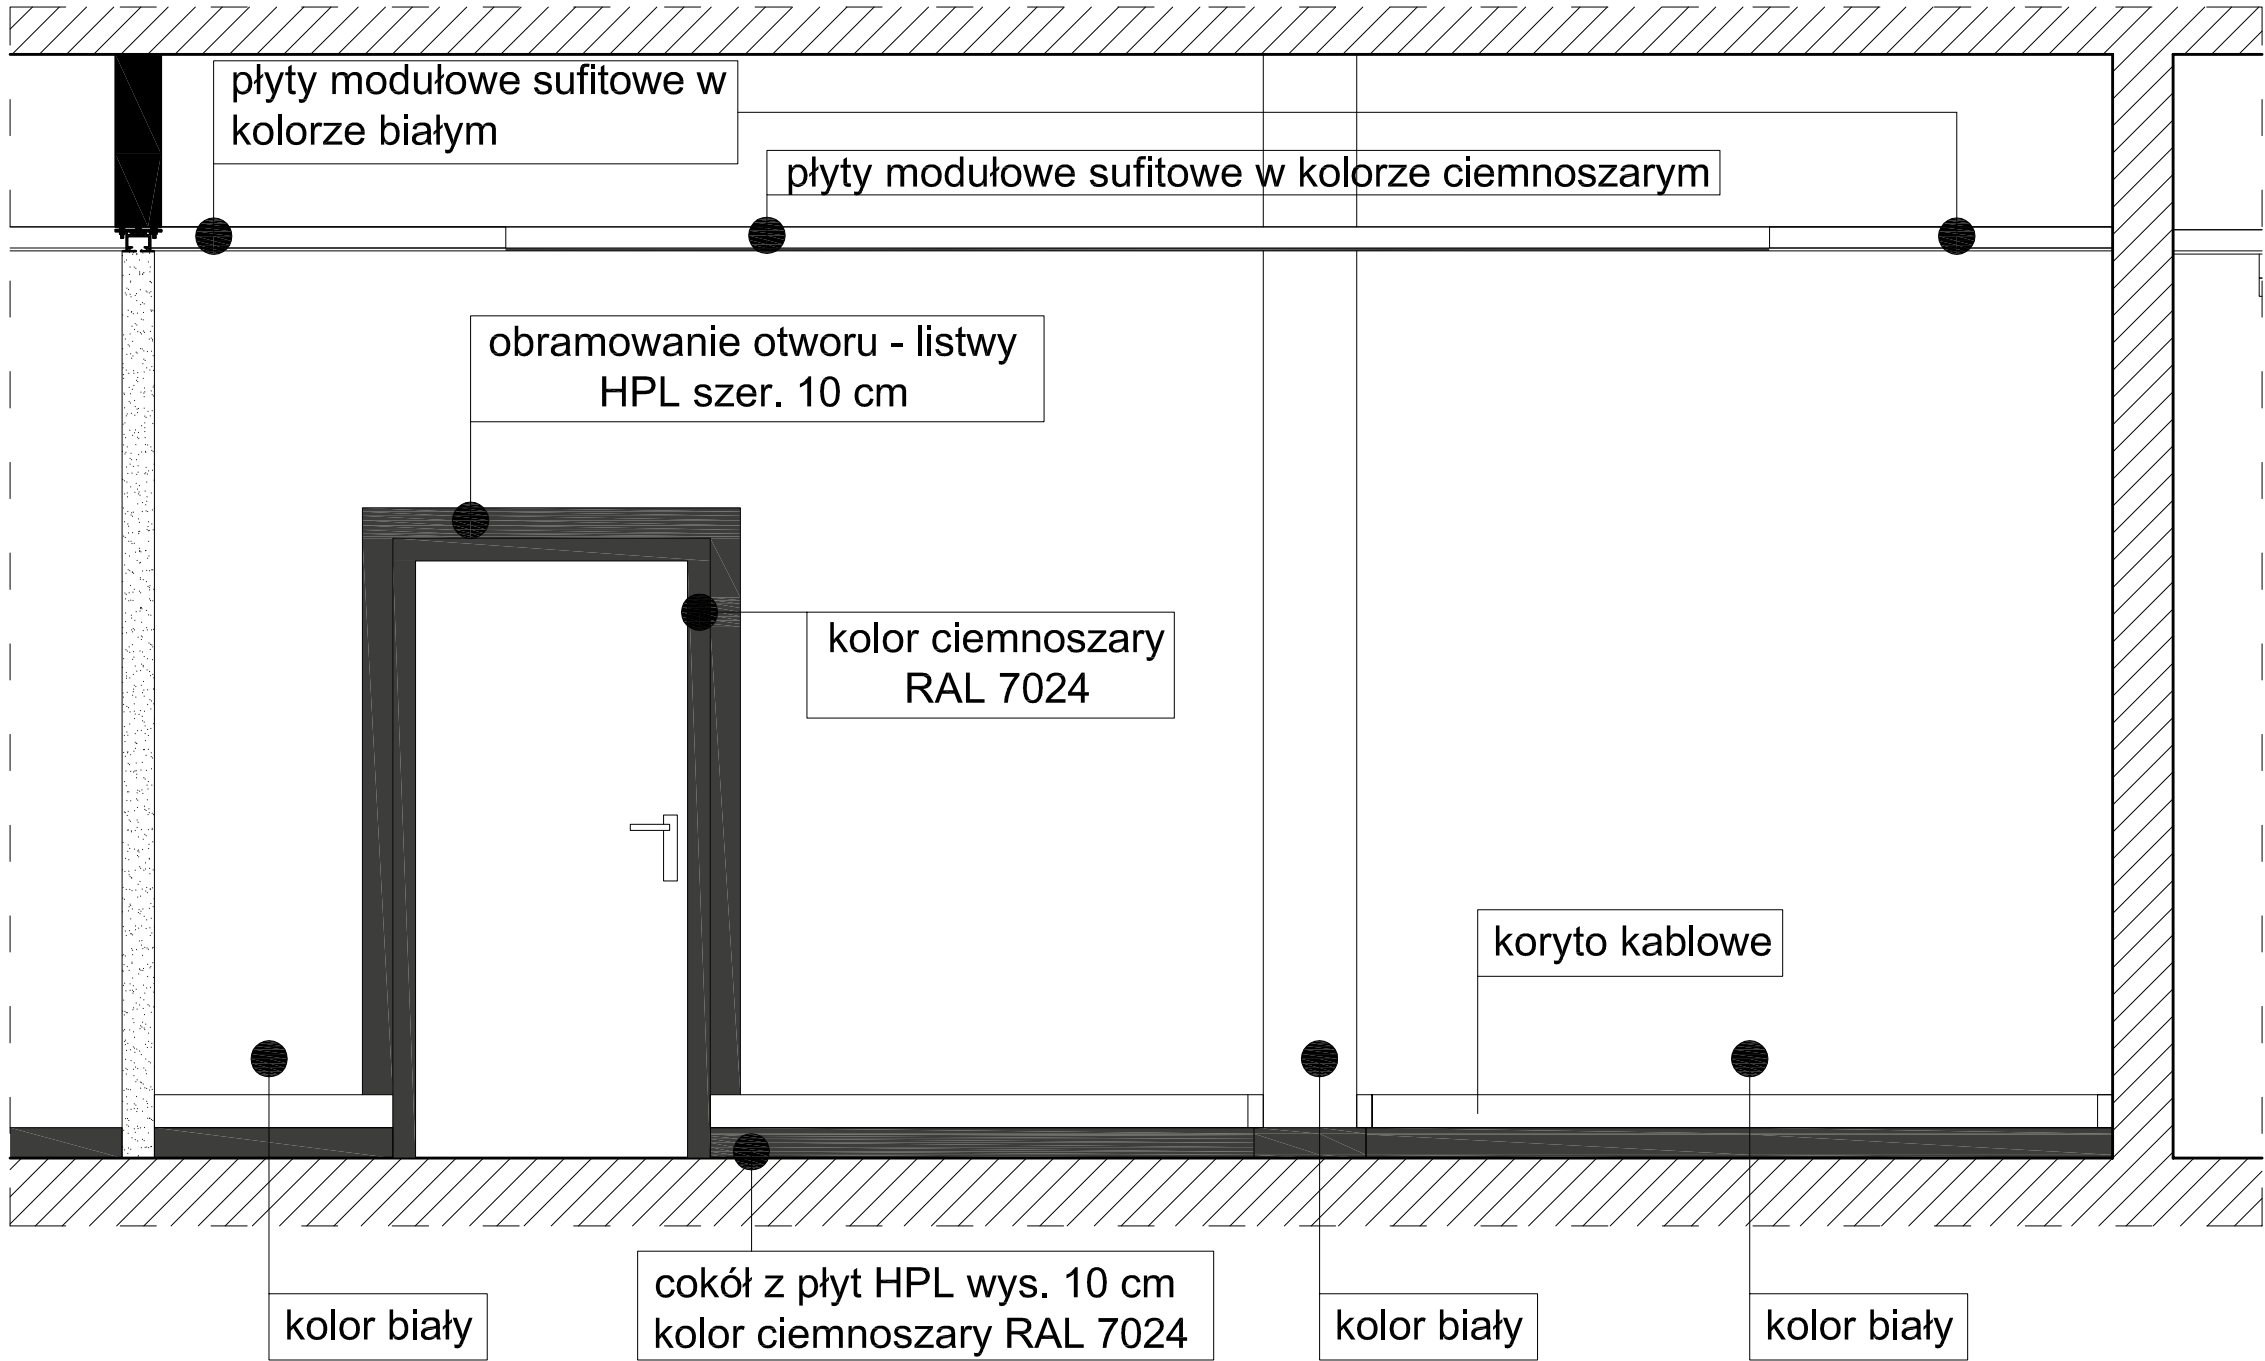 płyty modułowe sufitowe w
kolorze białym
płyty modułowe sufitowe w kolorze ciemnoszarym
obramowanie otworu - listwy
HPL szer. 10 cm
kolor ciemnoszary
RAL 7024
koryto kablowe
kolor biały
cokół z płyt HPL wys. 10 cm
kolor ciemnoszary RAL 7024
kolor biały
kolor biały